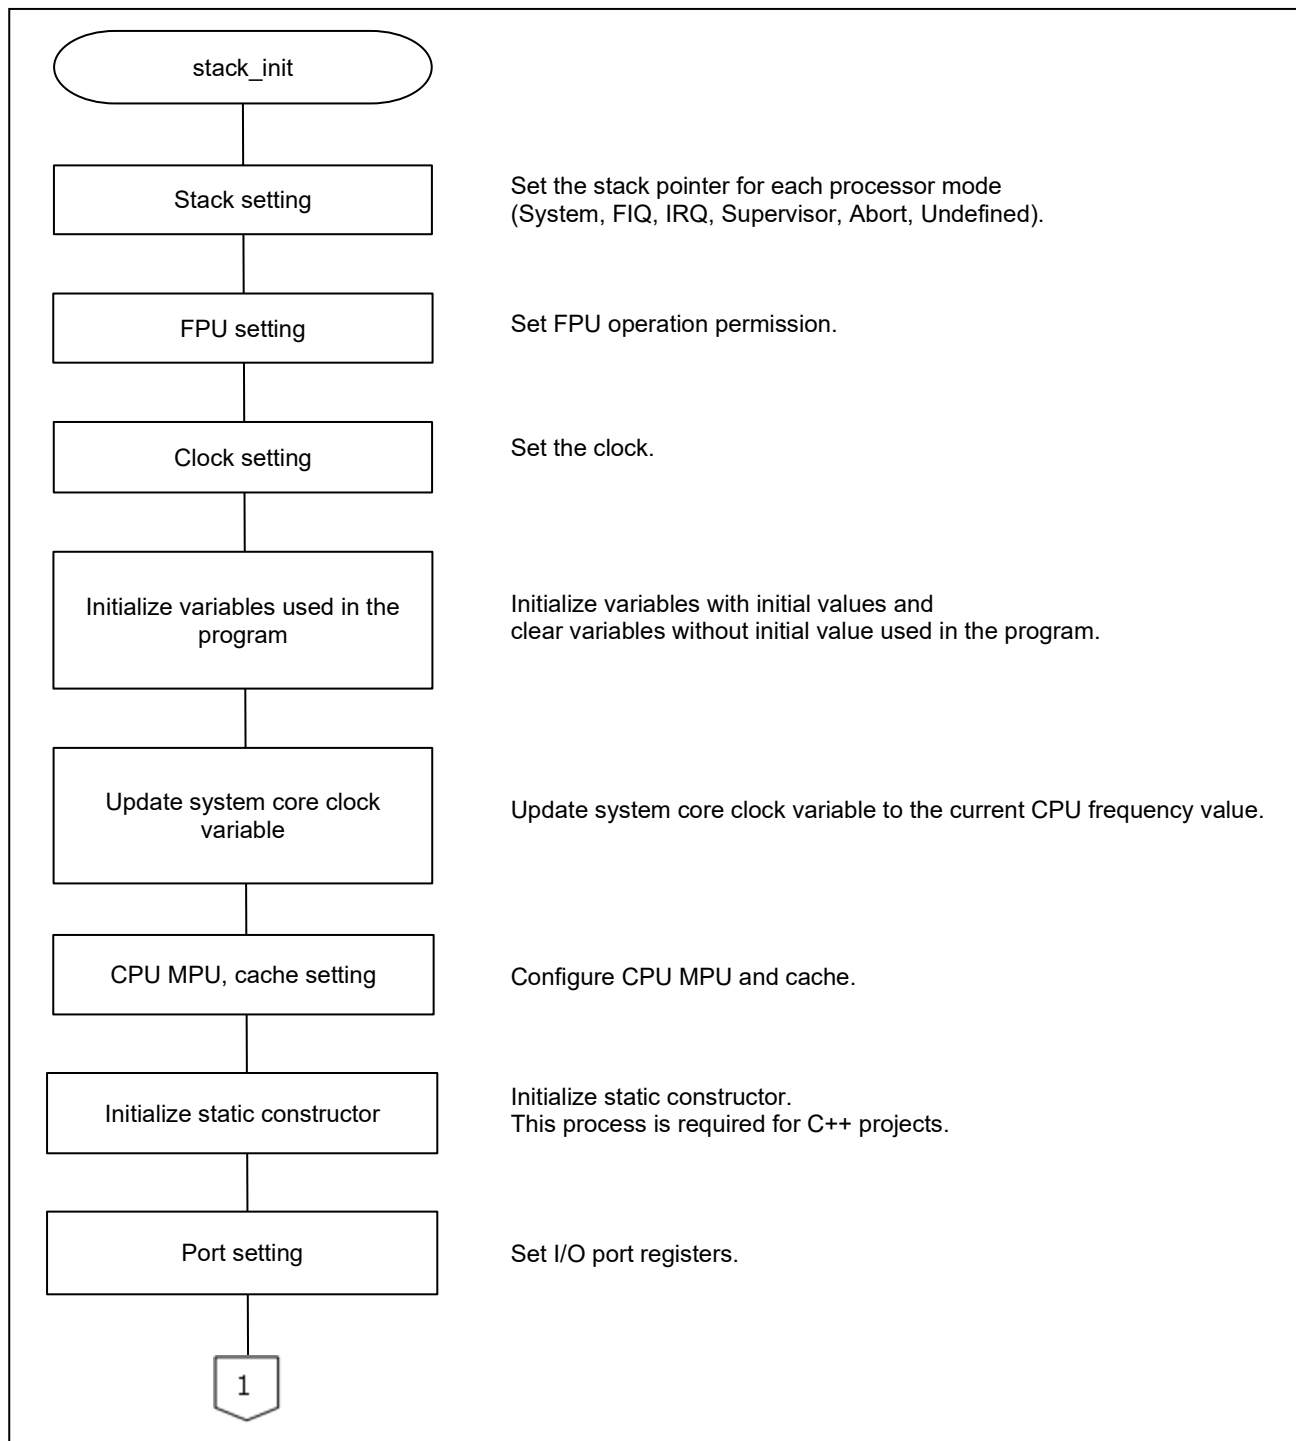 stack_init
Stack setting
Set the stack pointer for each processor mode
(System, FIQ, IRQ, Supervisor, Abort, Undefined).
FPU setting
Set FPU operation permission.
Clock setting
Set the clock.
Initialize variables used in the
program
Initialize variables with initial values and
clear variables without initial value used in the program.
Update system core clock
variable
Update system core clock variable to the current CPU frequency value.
CPU MPU, cache setting
Configure CPU MPU and cache.
Initialize static constructor
Initialize static constructor.
This process is required for C++ projects.
Port setting
Set I/O port registers.
1